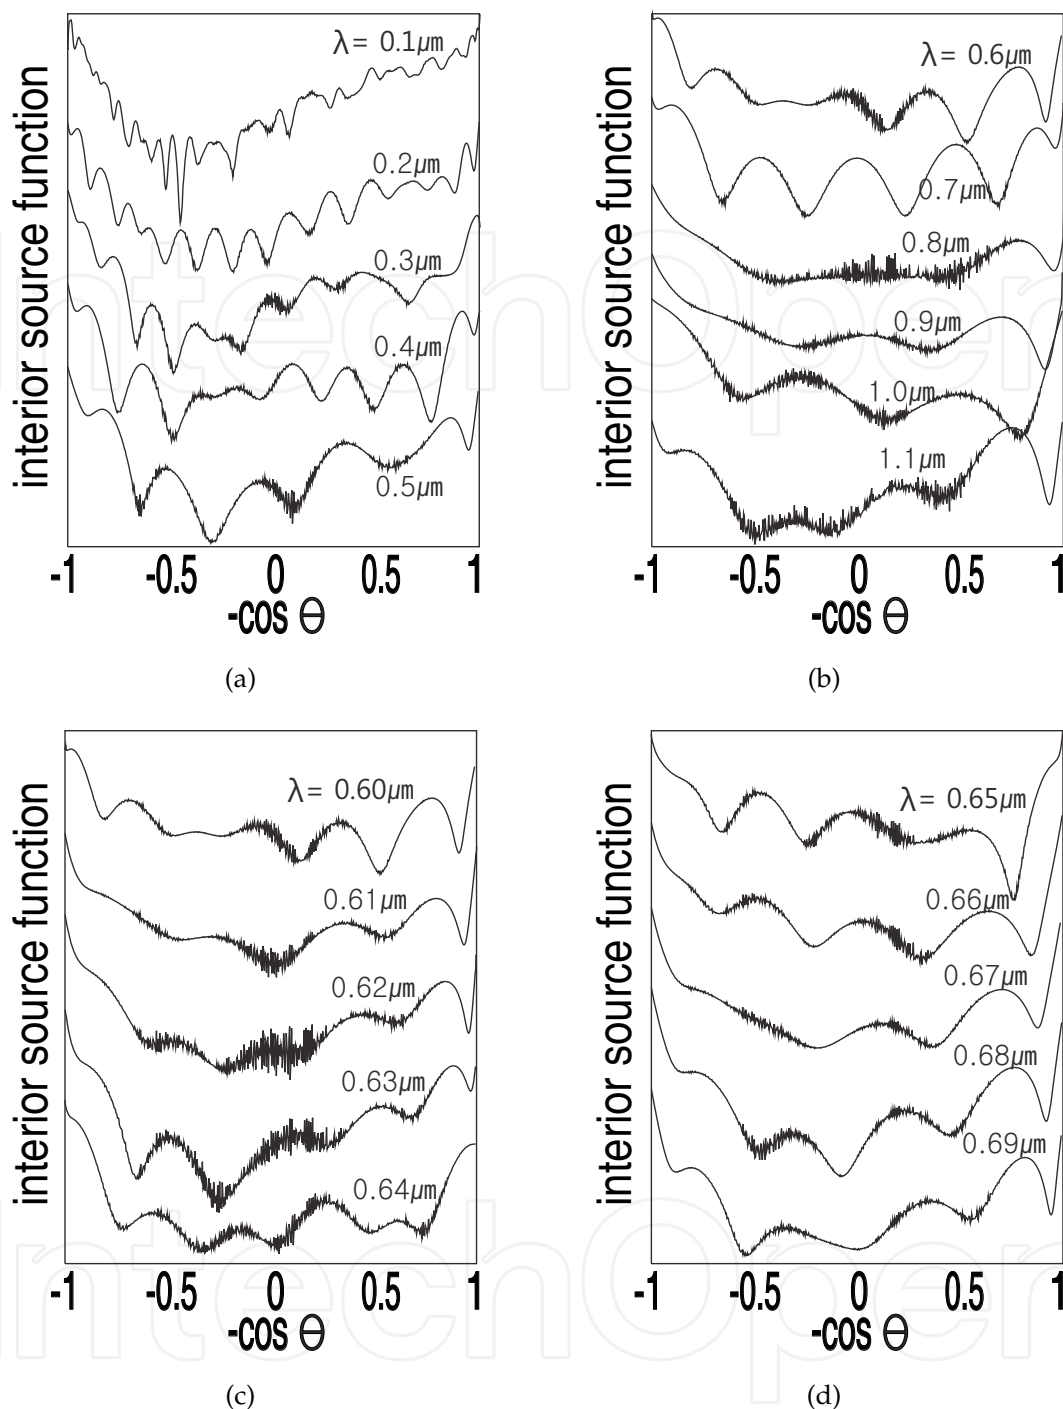 interior source function
λ= 0.1μm
0.2μm
0.3μm
0.4μm
0.5μm
-1 -0.5 0 0.5 1
-cos θ
(a)
interior source function
λ= 0.6μm
0.7μm
0.8μm
0.9μm
1.0μm
1.1μm
-1 -0.5 0 0.5 1
-cos θ
(b)
interior source function
λ= 0.60μm
0.61μm
0.62μm
0.63μm
0.64μm
-1 -0.5 0 0.5 1
-cos θ
(c)
interior source function
λ= 0.65μm
0.66μm
0.67μm
0.68μm
0.69μm
-1 -0.5 0 0.5 1
-cos θ
(d)
IntechOpen
IntechOpen